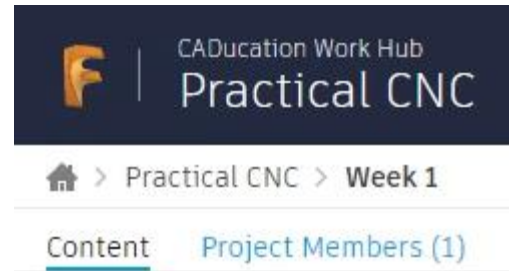 CADucation Work Hub
Practical CNC
> Practical CNC > Week 1
Content Project Members (1)